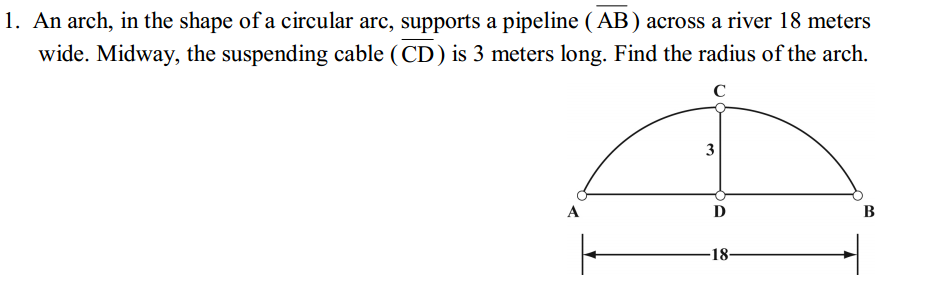 1. An arch, in the shape of a circular arc, supports a pipeline ( AB ) across a river 18 meters
wide. Midway, the suspending cable ( CD ) is 3 meters long. Find the radius of the arch.
C
3
A
D
B
18